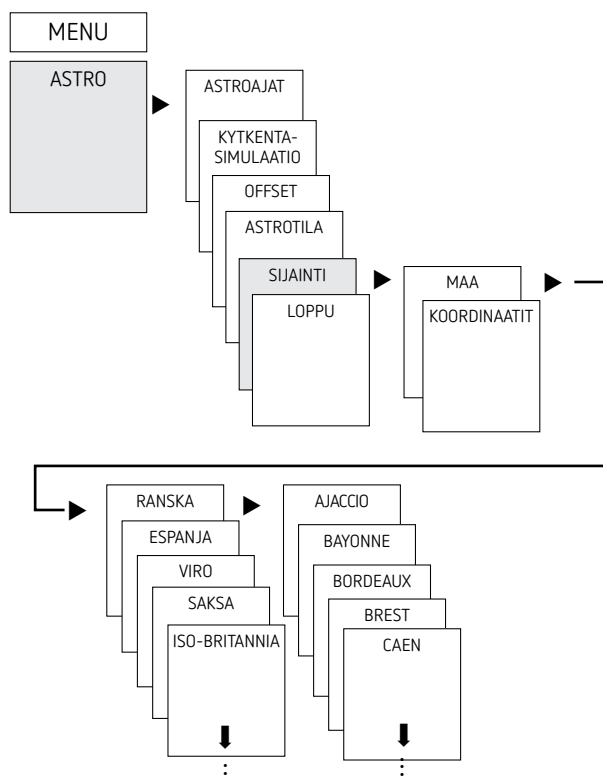 MENU
ASTRO
ASTROAJAT
KYTKENTA-
SIMULAATIO
OFFSET
ASTROTILA
SIJAINTI
LOPPU
MAA
KOORDINAATIT
RANSKA
ESPANJA
VIRO
SAKSA
ISO-BRITANNIA
AJACCIO
BAYONNE
BORDEAUX
BREST
CAEN